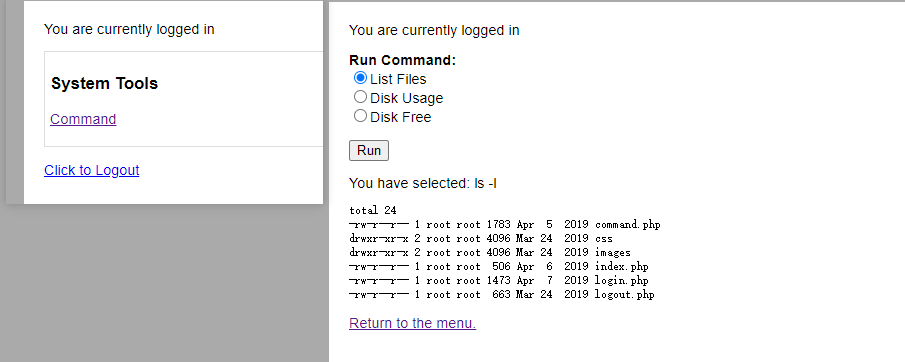 You are currently logged in
System Tools
Command
Click to Logout
You are currently logged in
Run Command:
List Files
Disk Usage
Disk Free
Run
You have selected: ls -l
total 24
-rw-r--r-- 1 root root 1783 Apr  5  2019 command.php
drwxr-xr-x 2 root root 4096 Mar 24  2019 css
drwxr-xr-x 2 root root 4096 Mar 24  2019 images
-rw-r--r-- 1 root root  506 Apr  6  2019 index.php
-rw-r--r-- 1 root root 1473 Apr  7  2019 login.php
-rw-r--r-- 1 root root  663 Mar 24  2019 logout.php
Return to the menu.